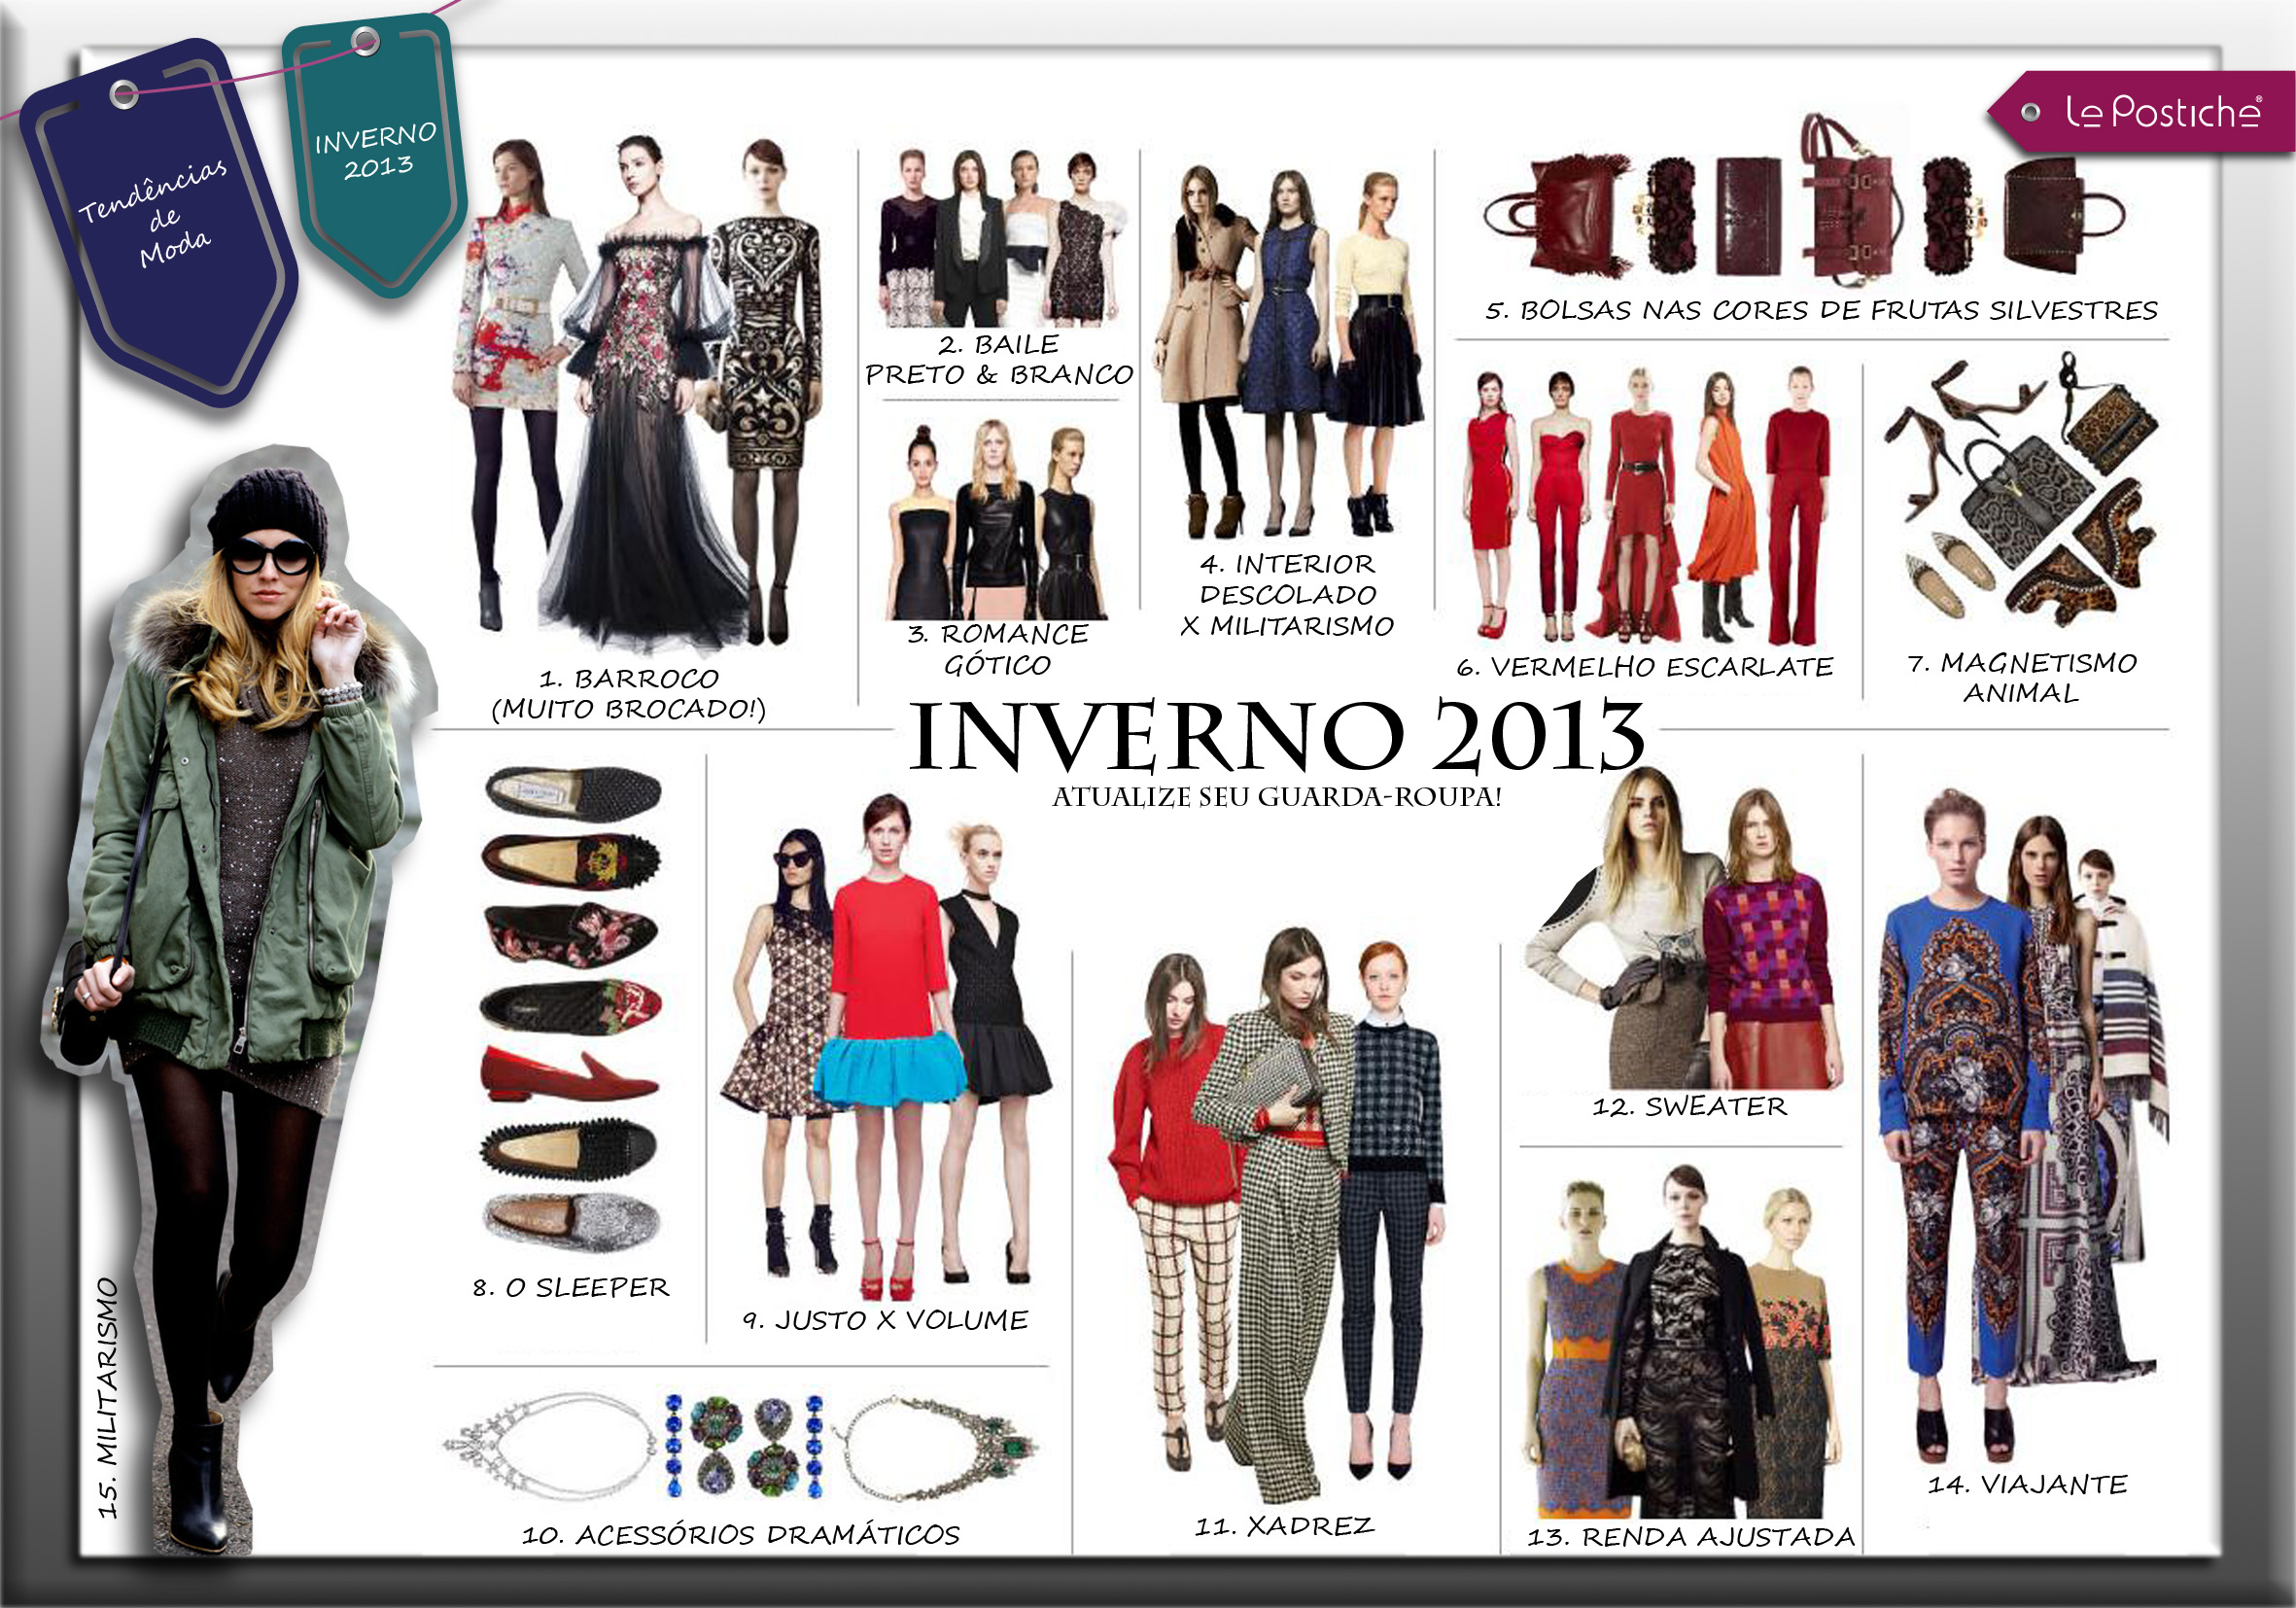 Tendências
de
Moda
INVERNO
2013
Le Postiche®
1. BARROCO
(MUITO BROCADO!)
2. BAILE
PRETO & BRANCO
3. ROMANCE
GÓTICO
4. INTERIOR
DESCOLADO
X MILITARISMO
5. BOLSAS NAS CORES DE FRUTAS SILVESTRES
6. VERMELHO ESCARLATE
7. MAGNETISMO
ANIMAL
INVERNO 2013
ATUALIZE SEU GUARDA-ROUPA!
8. O SLEEPER
9. JUSTO X VOLUME
10. ACESSÓRIOS DRAMÁTICOS
11. XADREZ
12. SWEATER
13. RENDA AJUSTADA
14. VIAJANTE
15. MILITARISMO